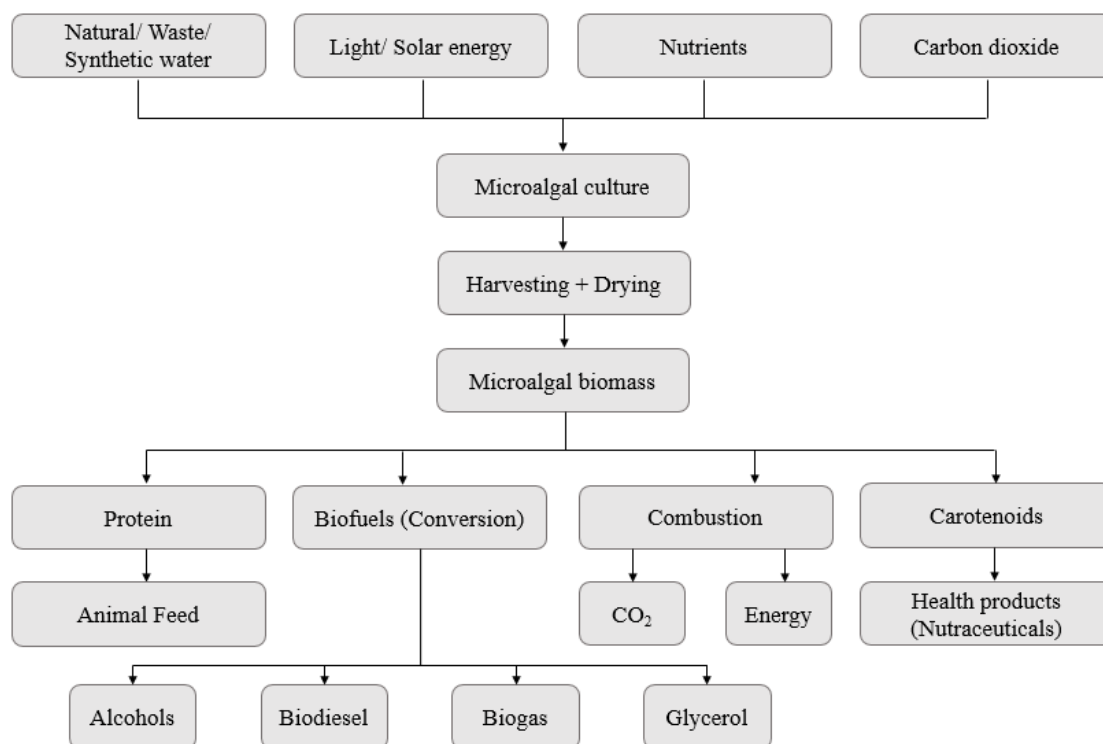 Natural/ Waste/
Synthetic water
Light/ Solar energy
Nutrients
Carbon dioxide
Microalgal culture
Harvesting + Drying
Microalgal biomass
Protein
Biofuels (Conversion)
Combustion
Carotenoids
Animal Feed
CO₂
Energy
Health products
(Nutraceuticals)
Alcohols
Biodiesel
Biogas
Glycerol